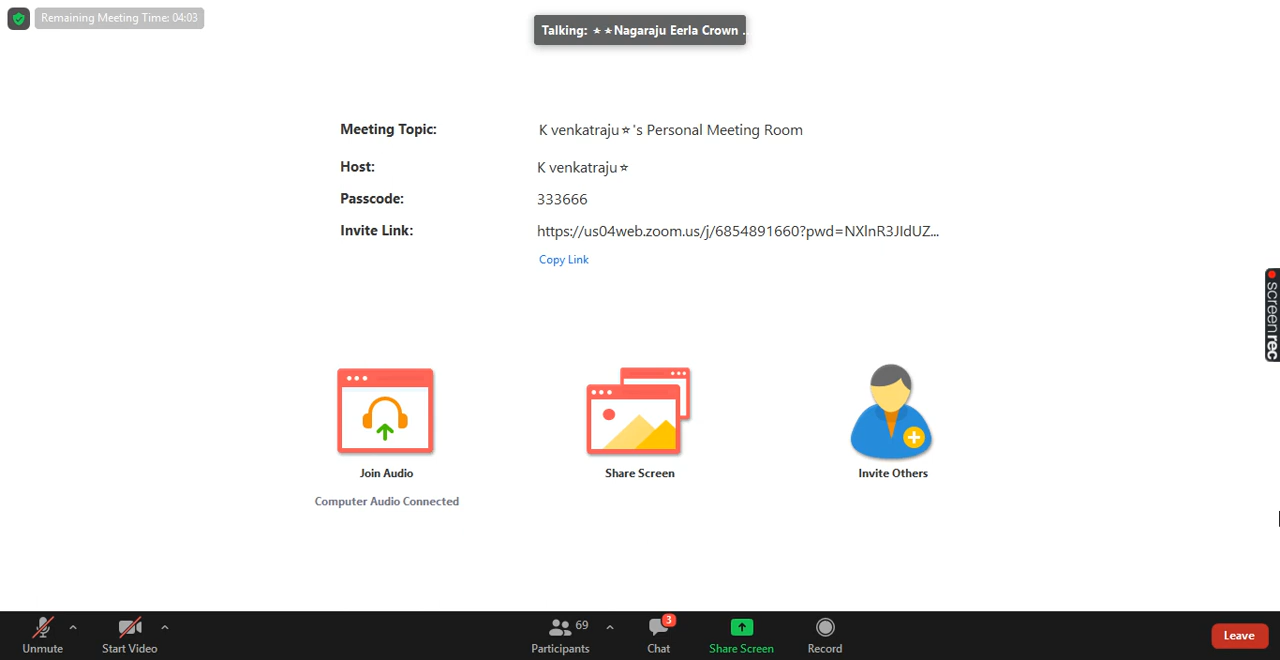 Remaining Meeting Time: 04:03
Talking: ★★Nagaraju Eerla Crown ...
Meeting Topic: K venkatraju⭐'s Personal Meeting Room
Host: K venkatraju⭐
Passcode: 333666
Invite Link: https://us04web.zoom.us/j/6854891660?pwd=NXlnR3JIdUZ...
Copy Link
screenrec
Join Audio Share Screen Invite Others
Computer Audio Connected
69 3
Unmute Start Video Participants Chat Share Screen Record Leave